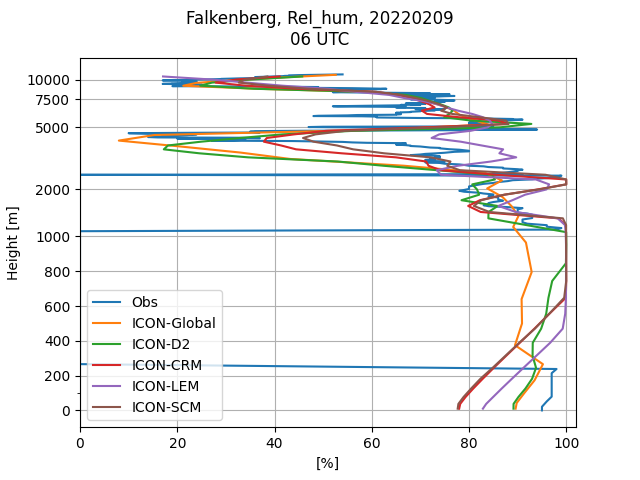 Falkenberg, Rel_hum, 20220209
06 UTC
10000
7500
5000
2000
1000
800
600
400
200
0
Height [m]
Obs
ICON-Global
ICON-D2
ICON-CRM
ICON-LEM
ICON-SCM
0
20
40
60
80
100
[%]